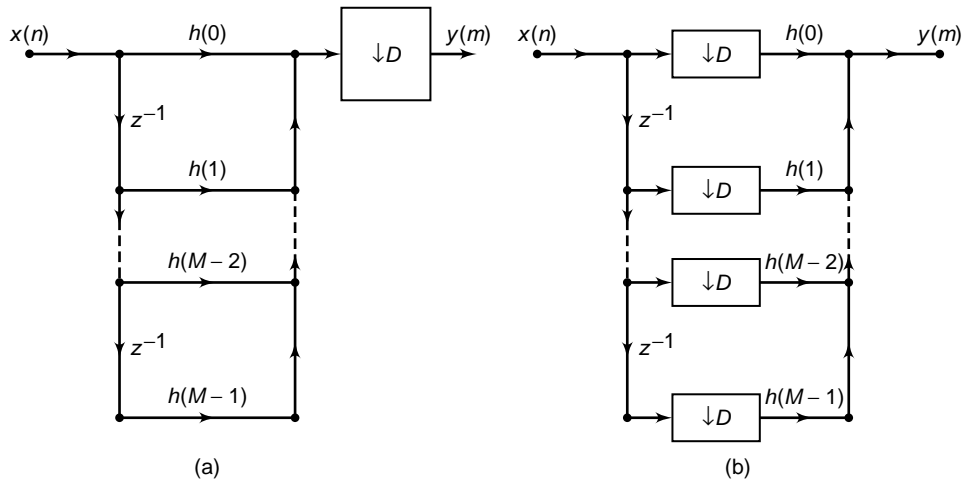 x(n) h(0) ↓D y(m)
z⁻¹
h(1)
h(M – 2)
z⁻¹
h(M – 1)
(a)
x(n) ↓D h(0) y(m)
z⁻¹
↓D h(1)
↓D h(M – 2)
z⁻¹
↓D h(M – 1)
(b)